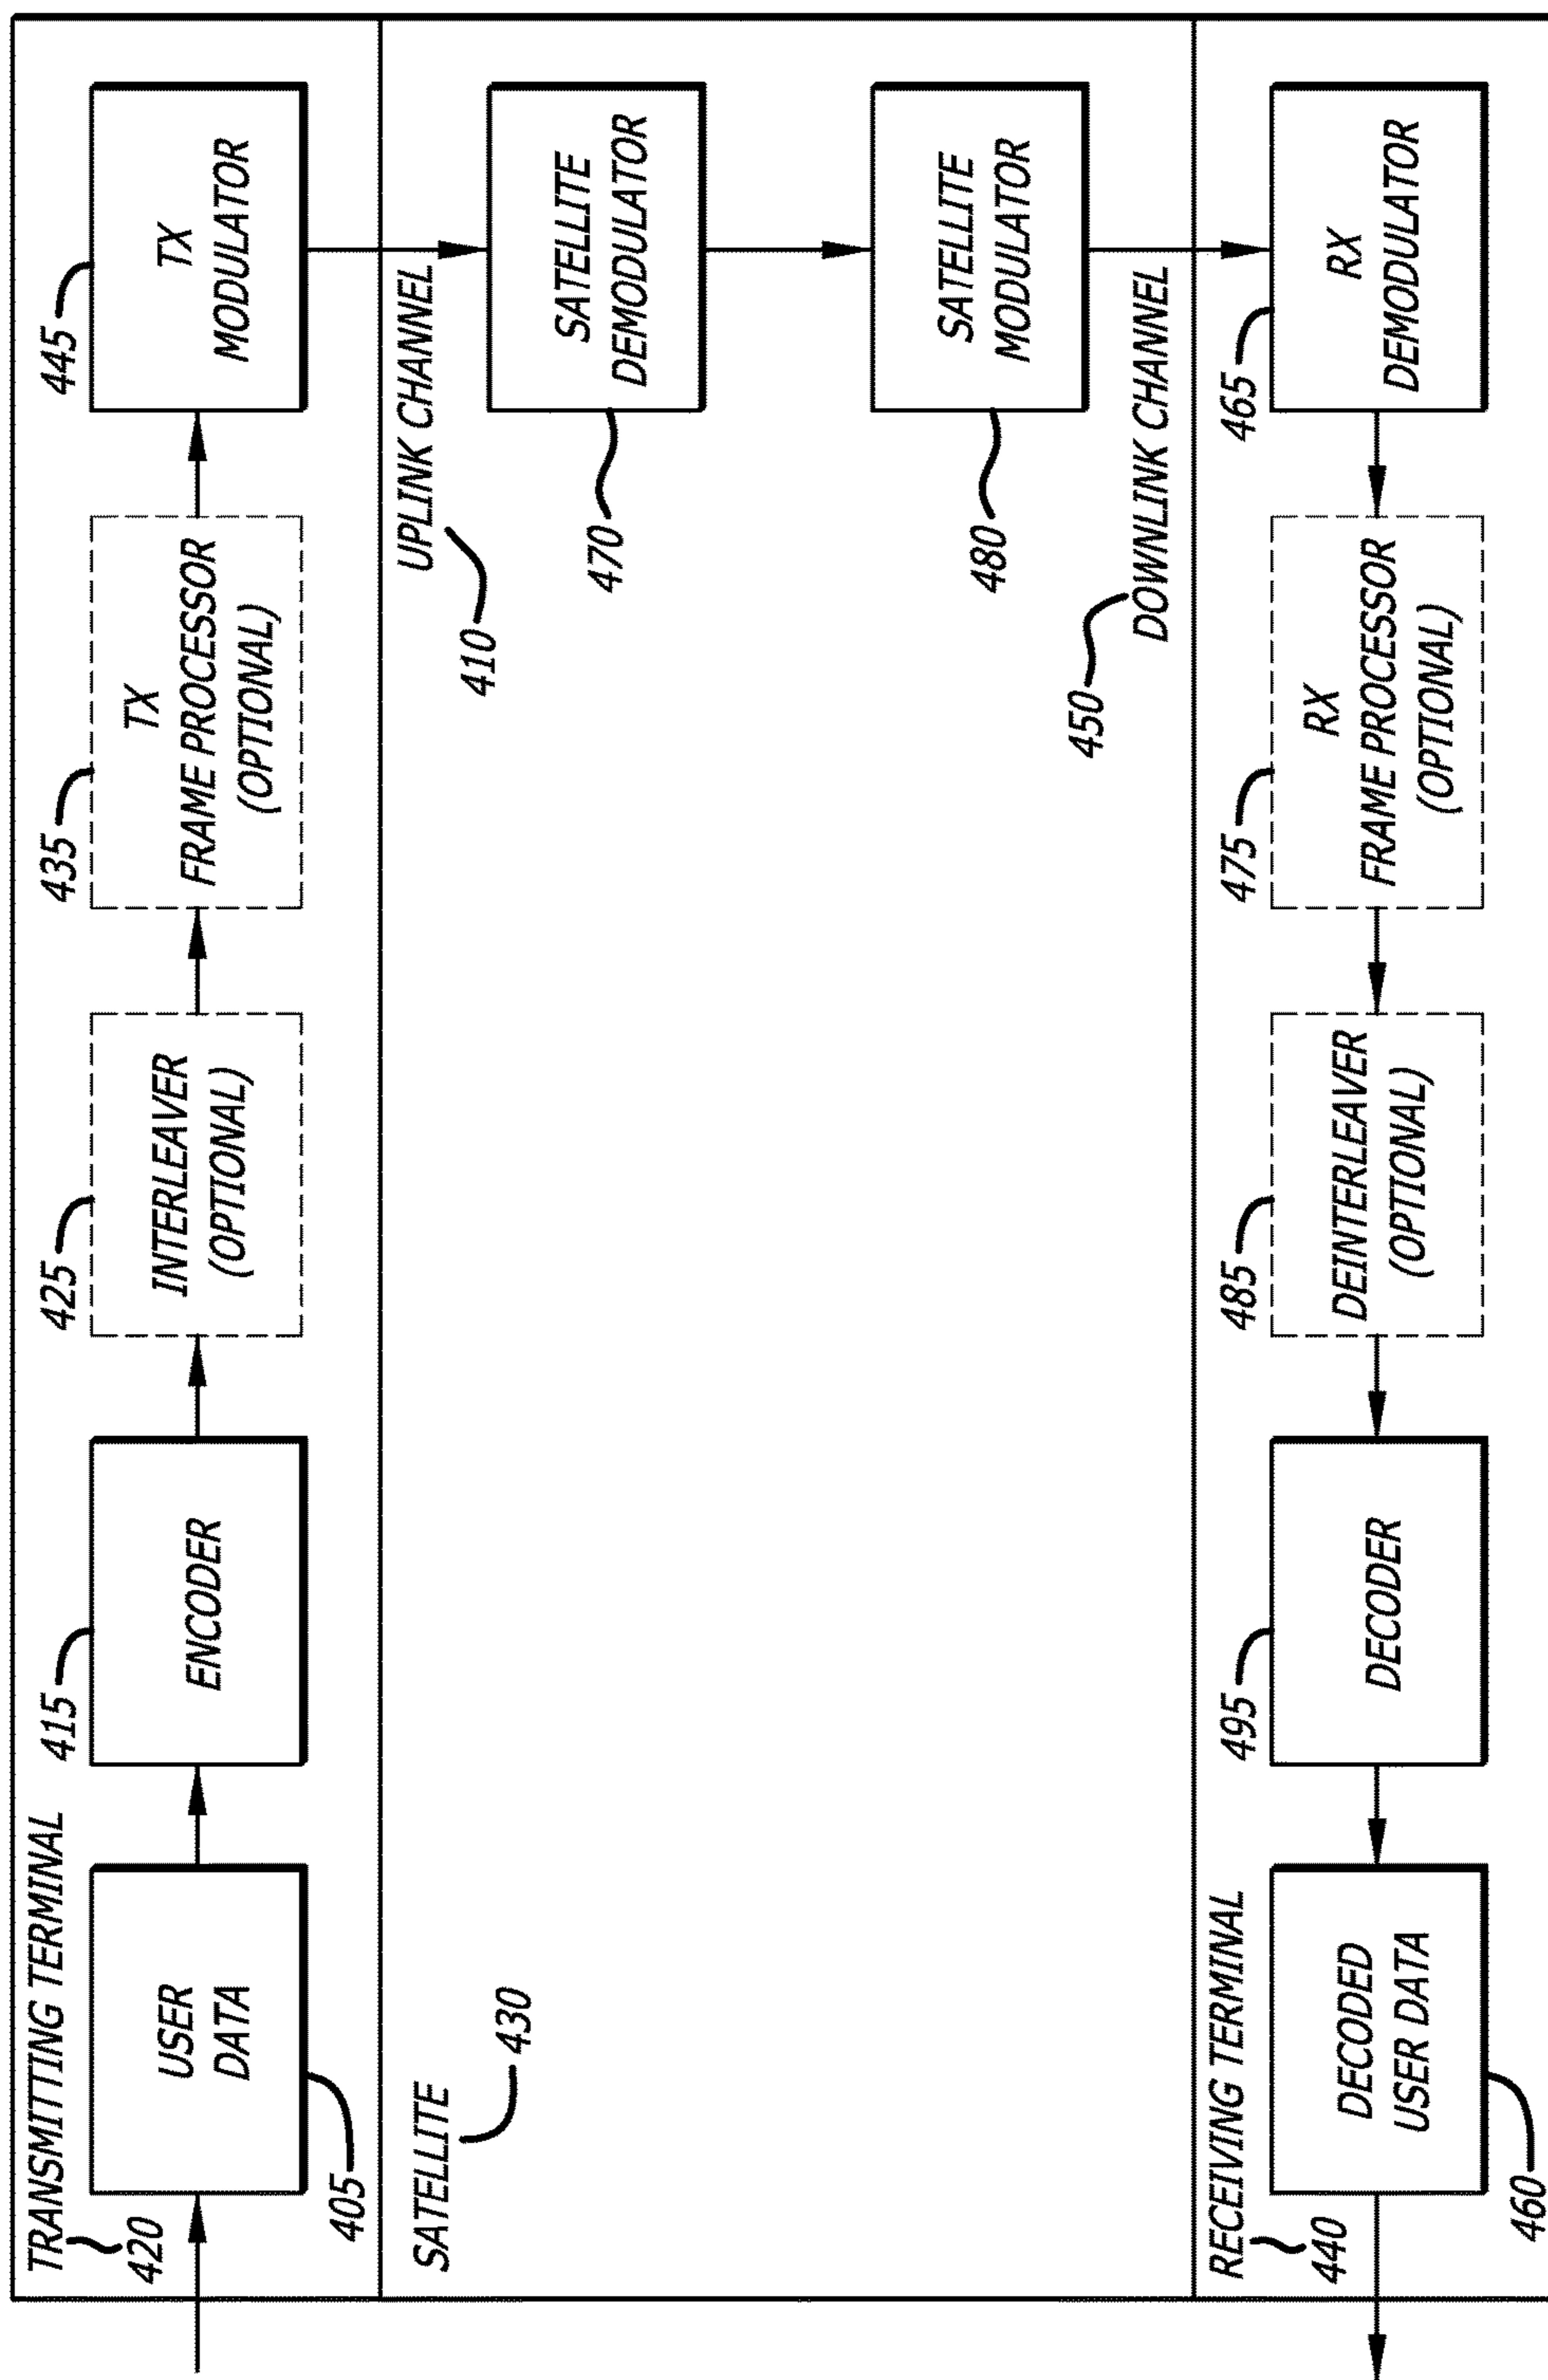 TRANSMITTING TERMINAL
420
USER
DATA
405
415
ENCODER
425
INTERLEAVER
(OPTIONAL)
435
TX
FRAME PROCESSOR
(OPTIONAL)
445
TX
MODULATOR
SATELLITE
430
UPLINK CHANNEL
410
SATELLITE
DEMODULATOR
470
SATELLITE
MODULATOR
480
DOWNLINK CHANNEL
450
RECEIVING TERMINAL
440
DECODED
USER DATA
460
495
DECODER
485
DEINTERLEAVER
(OPTIONAL)
475
RX
FRAME PROCESSOR
(OPTIONAL)
465
RX
DEMODULATOR